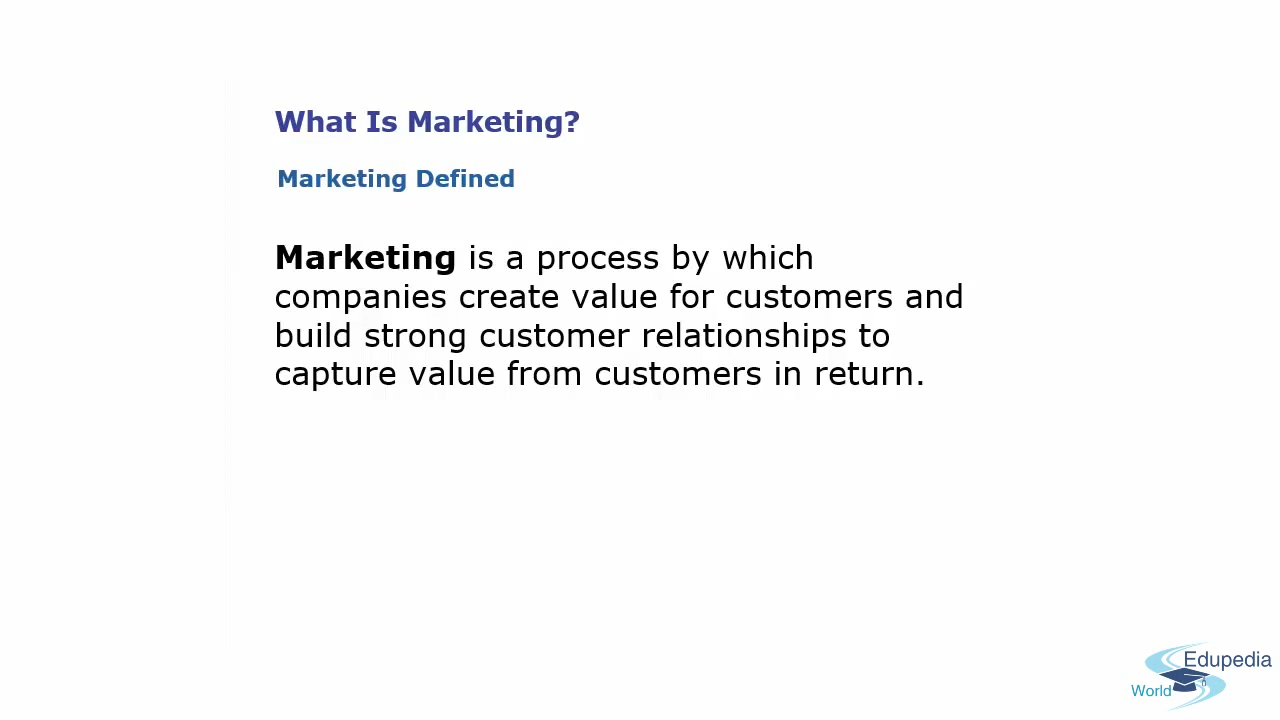 What Is Marketing?
Marketing Defined
Marketing is a process by which
companies create value for customers and
build strong customer relationships to
capture value from customers in return.
Edupedia
World